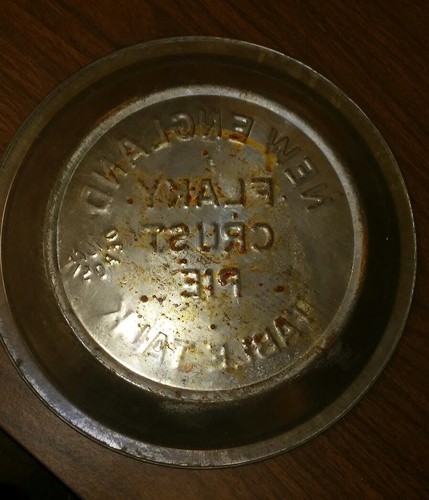 NEW ENGLAND
FLAKY
CRUST
PIE
TABLE TALK